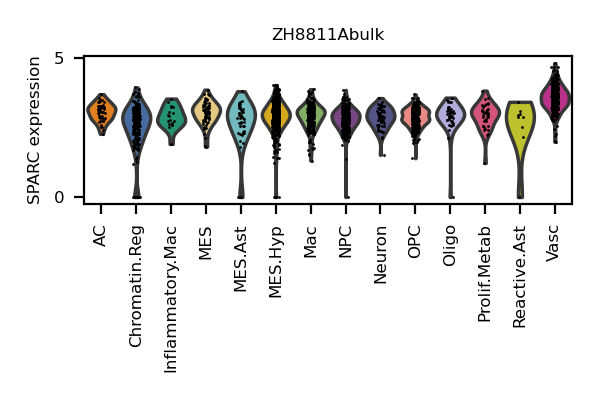 ZH8811Abulk
SPARC expression
5
0
AC
Chromatin.Reg
Inflammatory.Mac
MES
MES.Ast
MES.Hyp
Mac
NPC
Neuron
OPC
Oligo
Prolif.Metab
Reactive.Ast
Vasc